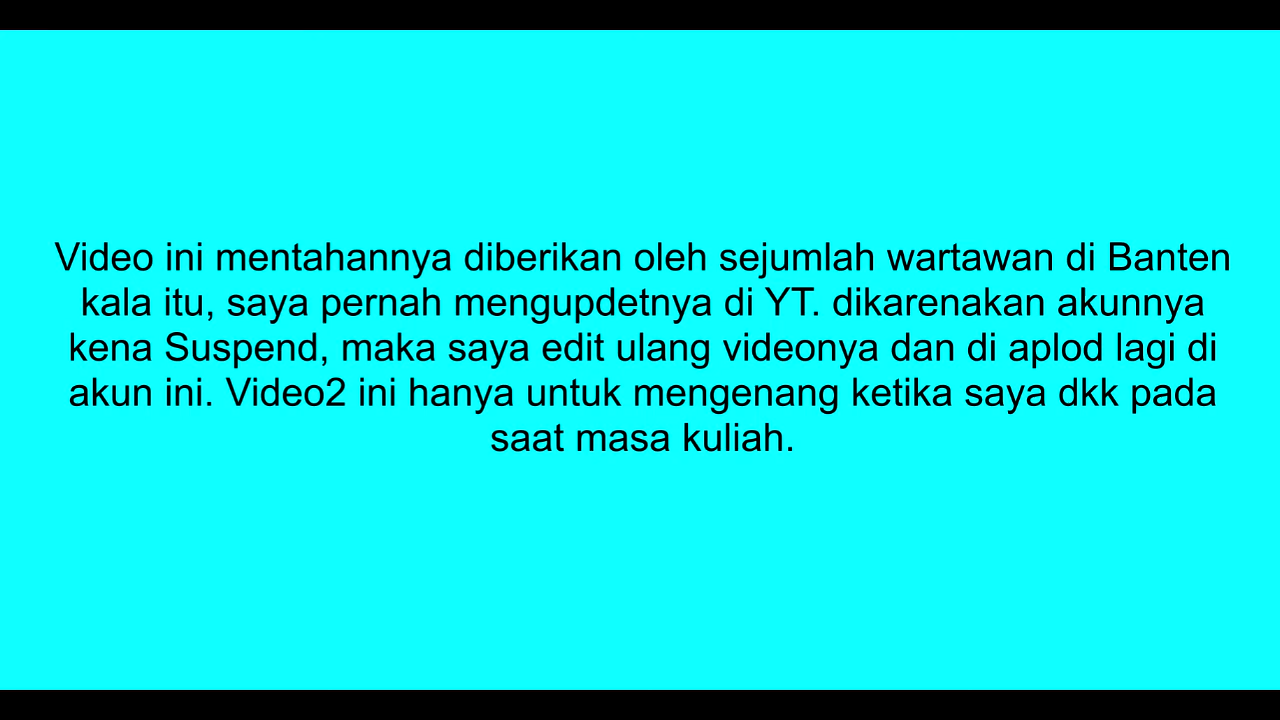 Video ini mentahannya diberikan oleh sejumlah wartawan di Banten
kala itu, saya pernah mengupdetnya di YT. dikarenakan akunnya
kena Suspend, maka saya edit ulang videonya dan di aplod lagi di
akun ini. Video2 ini hanya untuk mengenang ketika saya dkk pada
saat masa kuliah.